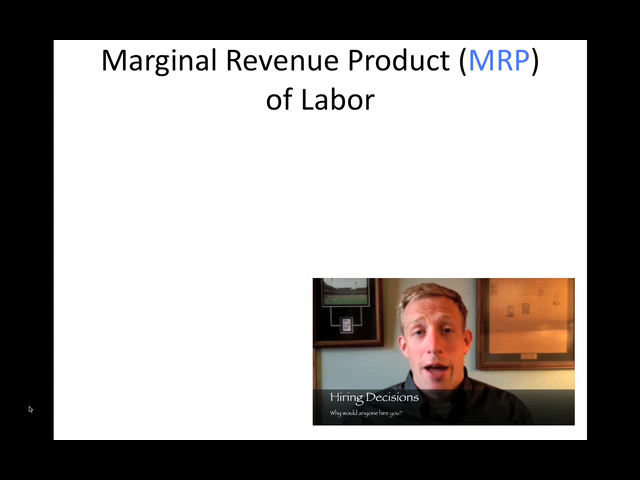 Marginal Revenue Product (MRP)
of Labor
Hiring Decisions
Why would anyone hire you?